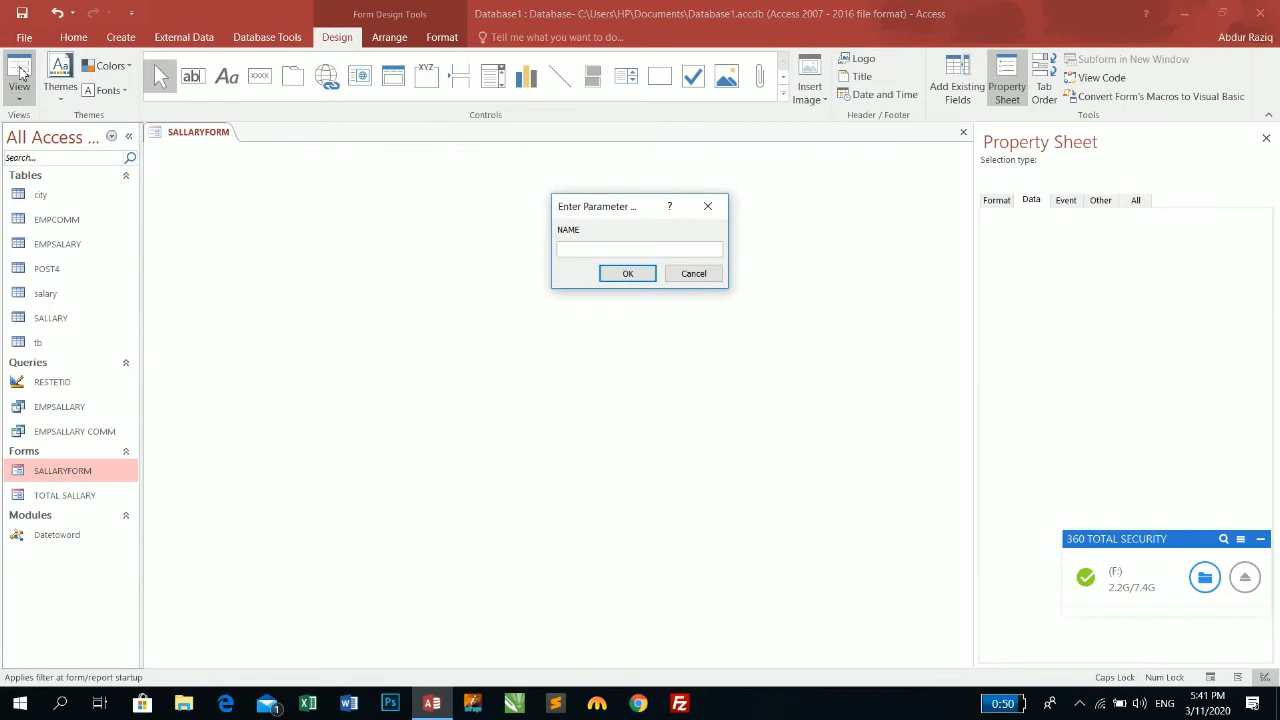 Form Design Tools
Database1 : Database- C:\Users\HP\Documents\Database1.accdb (Access 2007 - 2016 file format) - Access
File
Home
Create
External Data
Database Tools
Design
Arrange
Format
Tell me what you want to do...
Abdur Raziq
View
Themes
Colors
Fonts
Aa
ab|
Aa
xxxx
XYZ
Insert
Image
Logo
Title
Date and Time
Add Existing
Fields
Property
Sheet
Tab
Order
Subform in New Window
View Code
Convert Form's Macros to Visual Basic
Views
Themes
Controls
Header / Footer
Tools
All Access ...
Search...
Tables
city
EMPCOMM
EMPSALARY
POST4
salary
SALLARY
tb
Queries
RESTETID
EMPSALLARY
EMPSALLARY COMM
Forms
SALLARYFORM
TOTAL SALLARY
Modules
Datetoword
SALLARYFORM
Enter Parameter ...
?
NAME
OK
Cancel
Property Sheet
Selection type:
Format
Data
Event
Other
All
360 TOTAL SECURITY
(F:)
2.2G/7.4G
Applies filter at form/report startup
Caps Lock
Num Lock
Ps
0:50
ENG
5:41 PM
3/11/2020